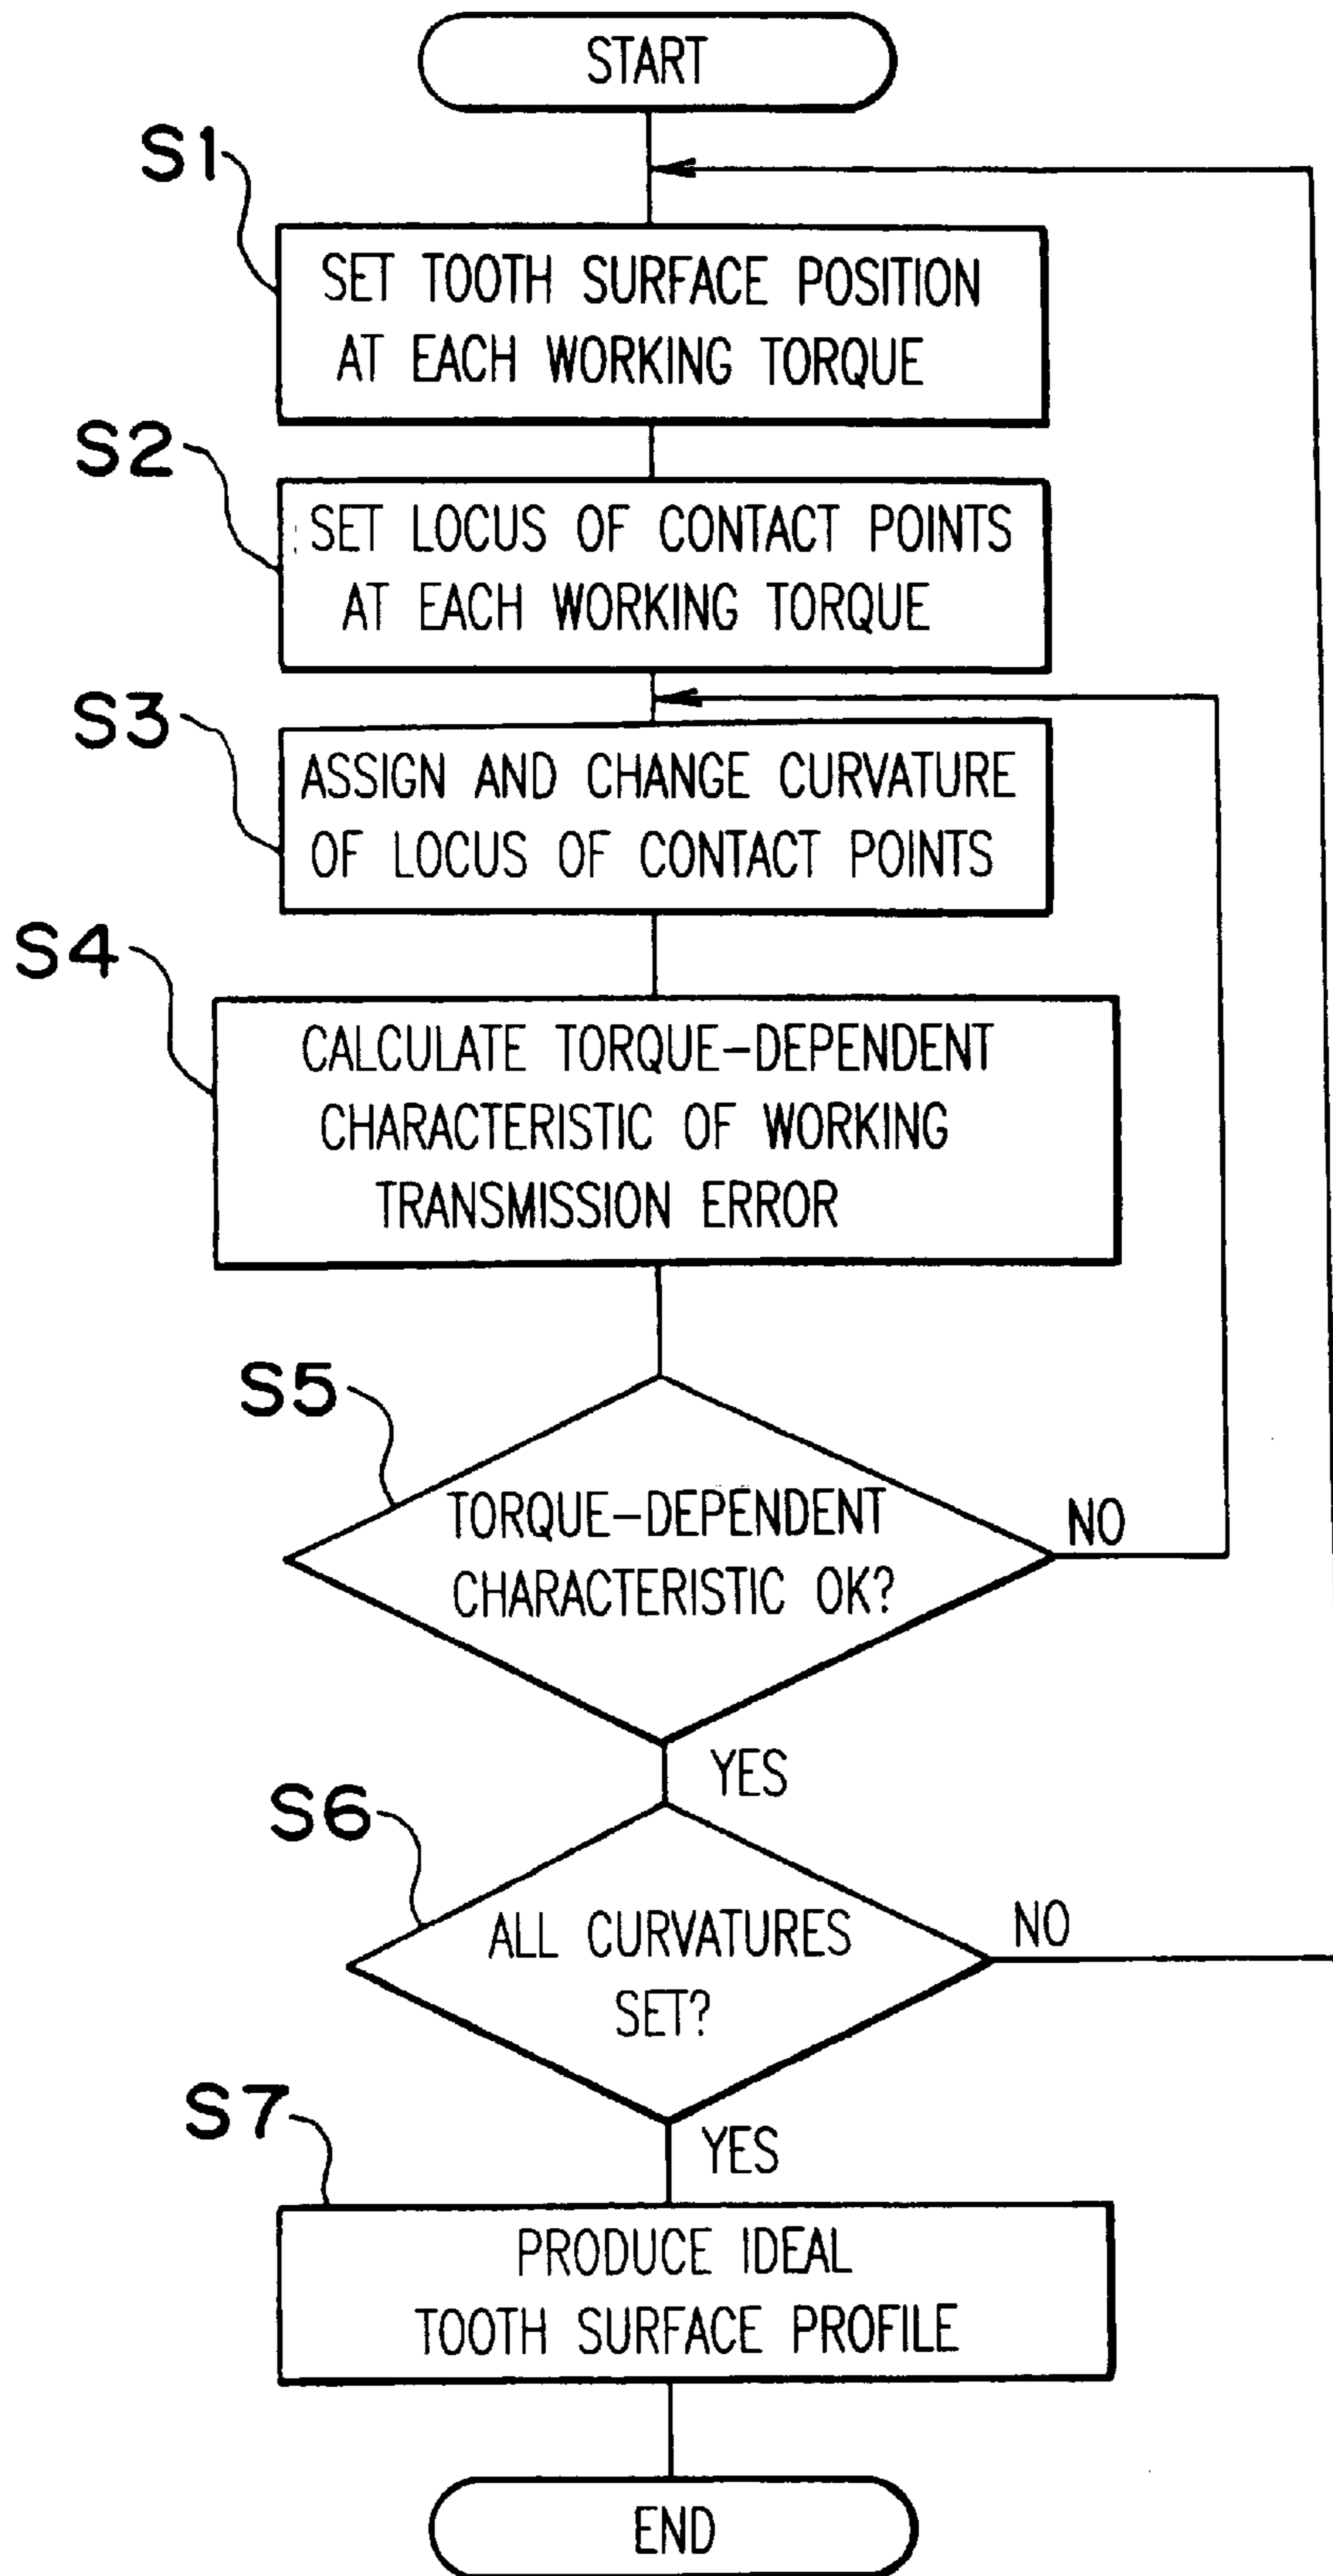 START
S1
SET TOOTH SURFACE POSITION
AT EACH WORKING TORQUE
S2
SET LOCUS OF CONTACT POINTS
AT EACH WORKING TORQUE
S3
ASSIGN AND CHANGE CURVATURE
OF LOCUS OF CONTACT POINTS
S4
CALCULATE TORQUE-DEPENDENT
CHARACTERISTIC OF WORKING
TRANSMISSION ERROR
S5
TORQUE-DEPENDENT
CHARACTERISTIC OK?
NO
YES
S6
ALL CURVATURES
SET?
NO
YES
S7
PRODUCE IDEAL
TOOTH SURFACE PROFILE
END